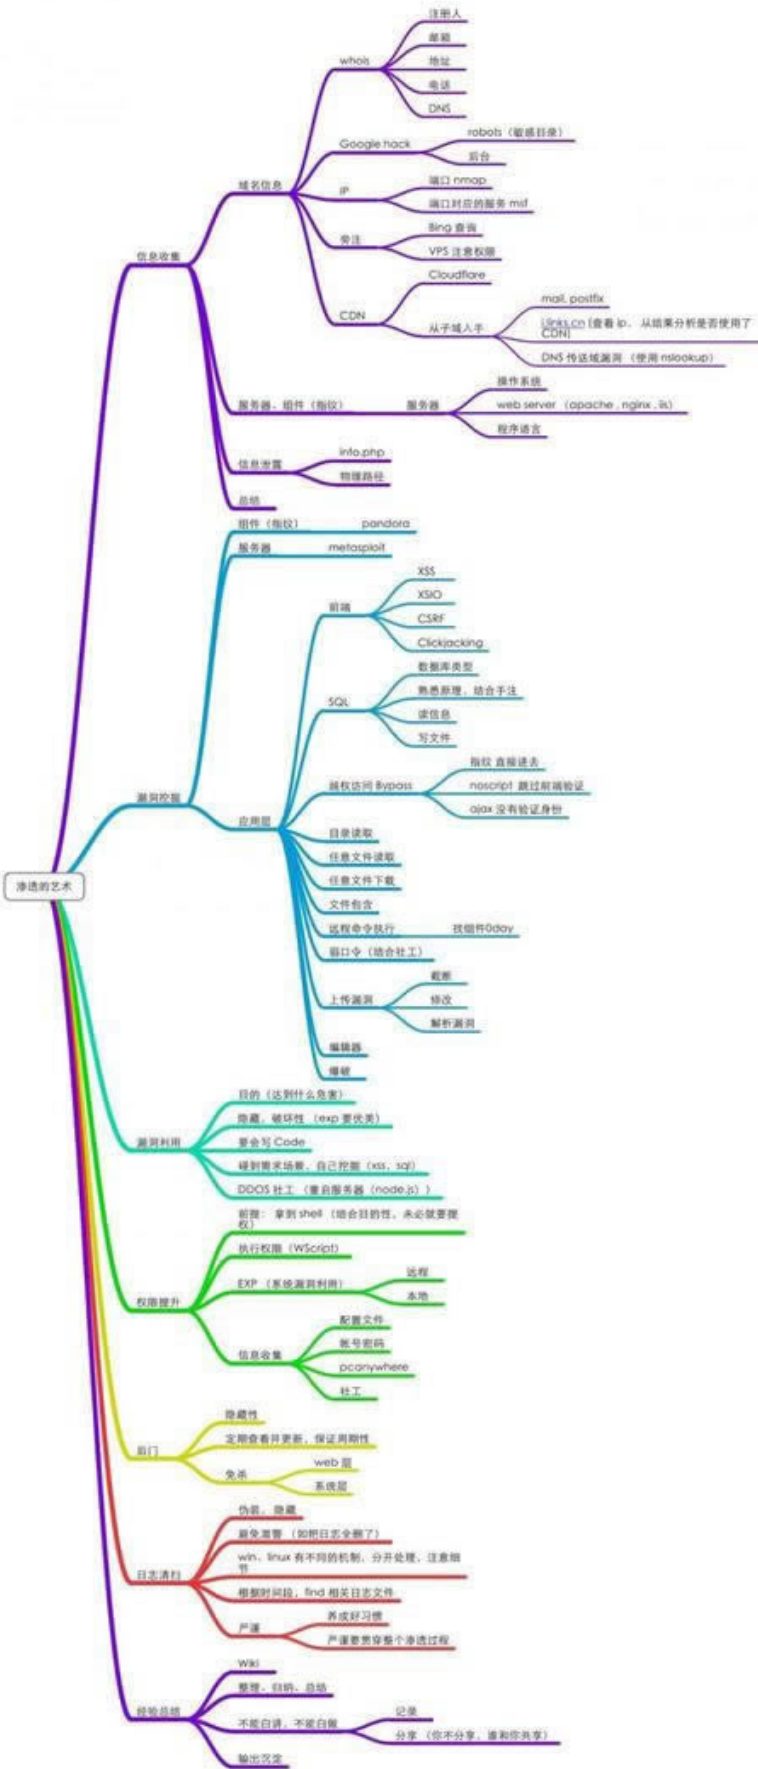 注册人
邮箱
whois
地址
电话
DNS
robots（敏感目录）
Google hack
后台
域名信息
端口 nmap
IP
端口对应的服务 msf
Bing 查询
旁注
VPS 注意权限
信息收集
Cloudflare
mail, postfix
CDN
i.links.cn (查看 ip， 从结果分析是否使用了
CDN)
从子域入手
DNS 传送域漏洞 （使用 nslookup）
操作系统
服务器、组件（指纹）
服务器
web server （apache , nginx , iis）
程序语言
info.php
信息泄露
物理路径
总结
组件（指纹）
pandora
服务器
metasploit
XSS
XSIO
前端
CSRF
Clickjacking
数据库类型
熟悉原理，结合手注
SQL
读信息
写文件
指纹 直接进去
越权访问 Bypass
noscript 跳过前端验证
ajax 没有验证身份
漏洞挖掘
应用层
目录读取
任意文件读取
任意文件下载
渗透的艺术
文件包含
远程命令执行
找组件0day
弱口令（结合社工）
截断
上传漏洞
修改
解析漏洞
编辑器
爆破
目的（达到什么危害）
隐藏，破坏性 （exp 要优美）
漏洞利用
要会写 Code
碰到需求场景，自己挖掘（xss，sql）
DDOS 社工 （重启服务器（node.js））
前提： 拿到 shell （结合目的性，未必就要提
权）
执行权限（WScript）
远程
EXP （系统漏洞利用）
本地
权限提升
配置文件
帐号密码
信息收集
pcanywhere
社工
隐藏性
定期查看并更新，保证周期性
后门
web 层
免杀
系统层
伪装， 隐藏
避免报警 （如把日志全删了）
win、linux 有不同的机制，分开处理，注意细
节
日志清扫
根据时间段，find 相关日志文件
养成好习惯
严谨
严谨要贯穿整个渗透过程
Wiki
整理、归纳、总结
经验总结
记录
不能白讲，不能白做
分享 （你不分享，谁和你共享）
输出沉淀